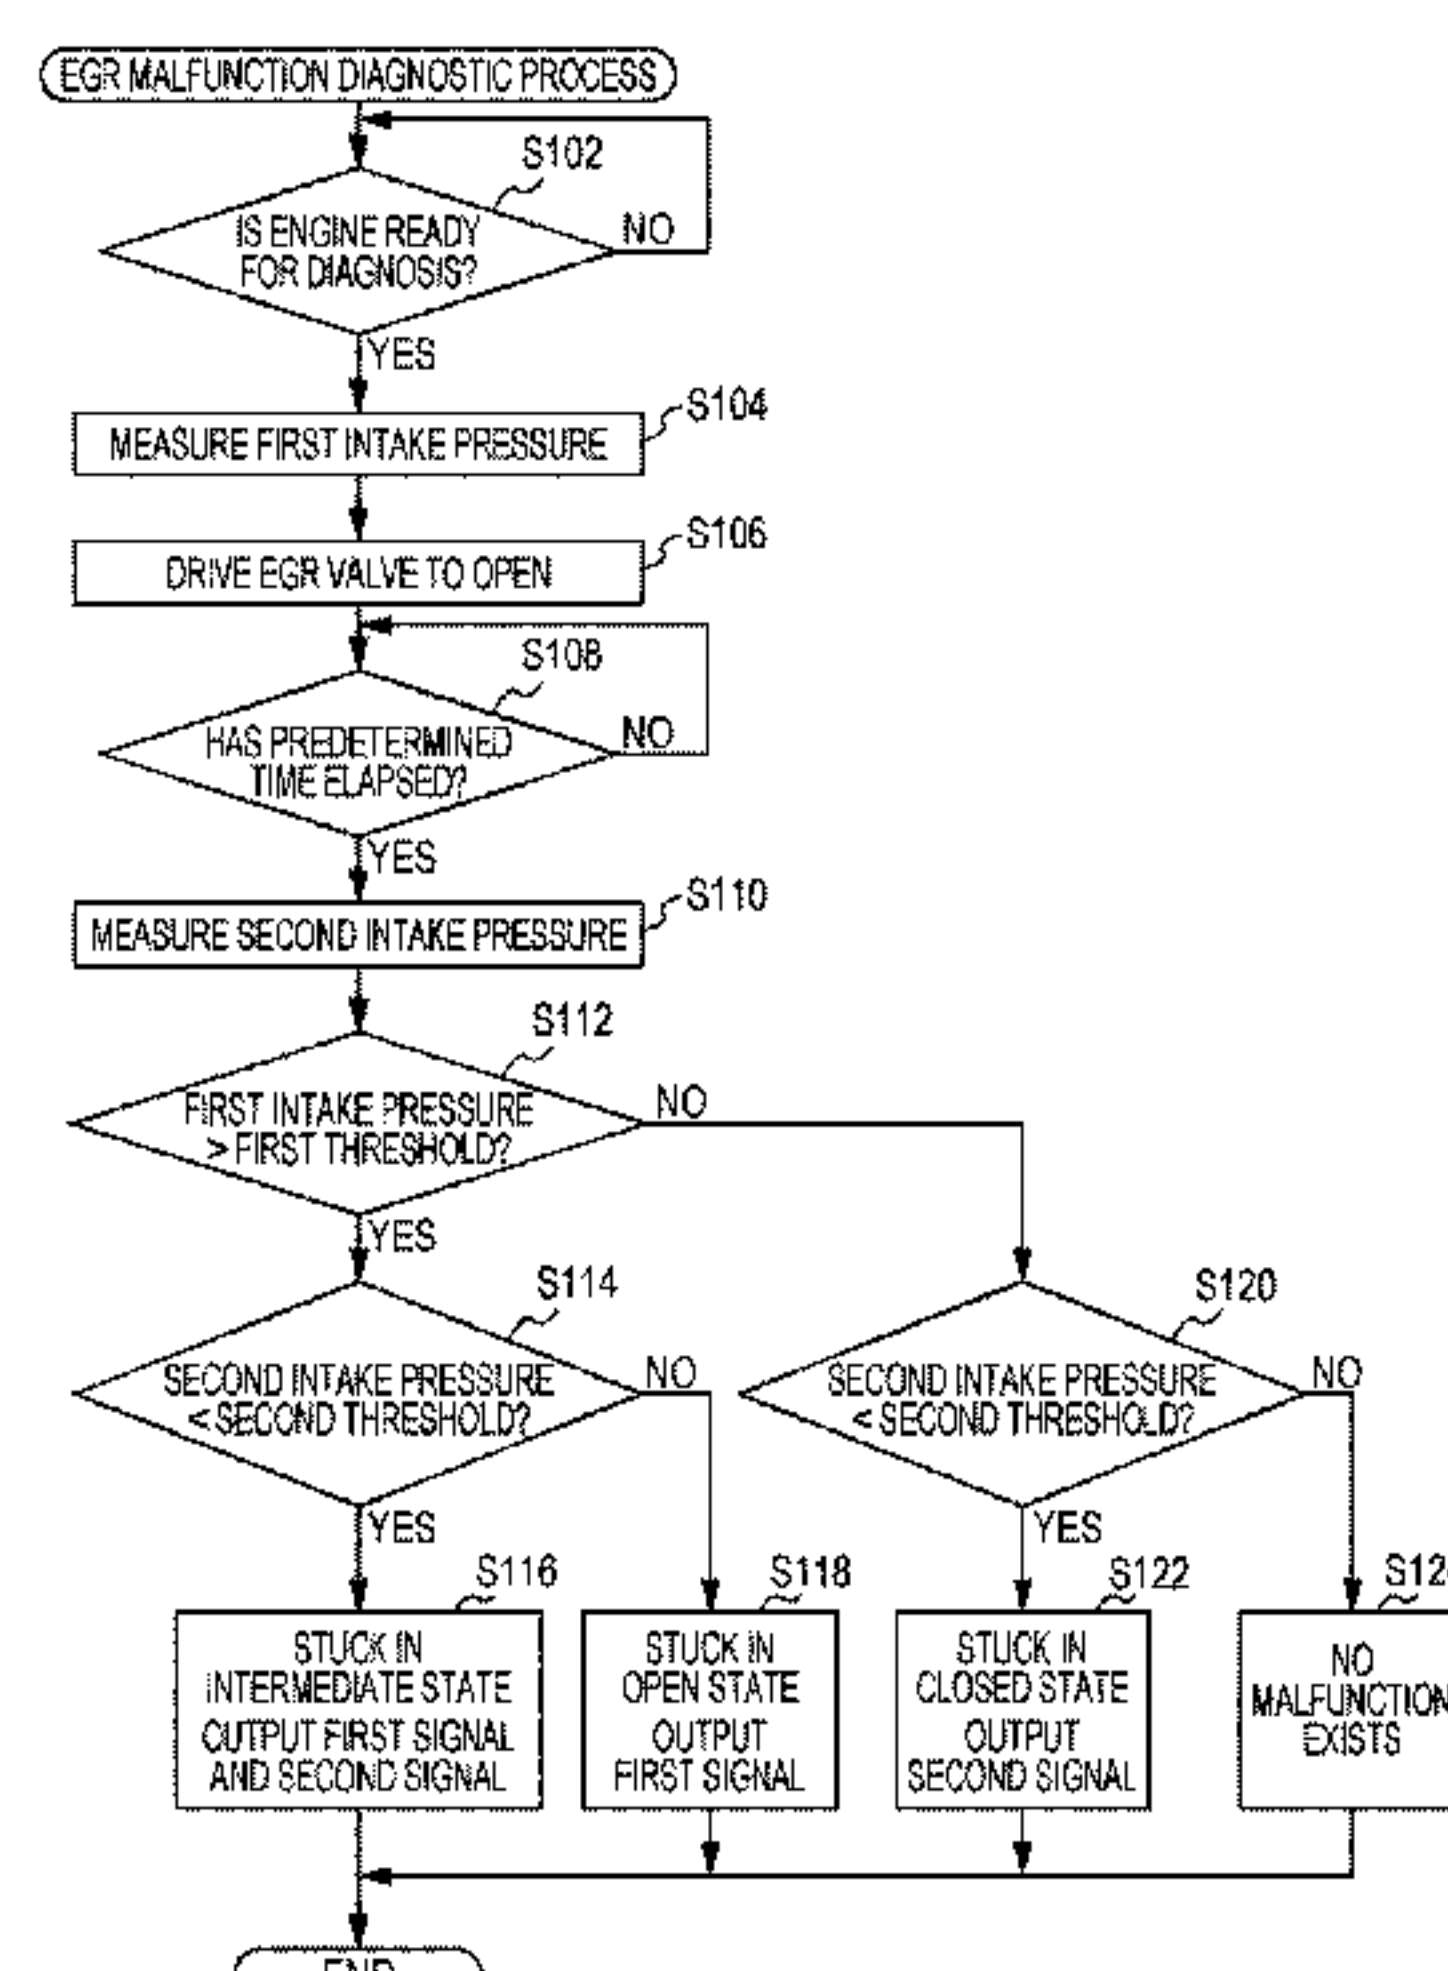 EGR MALFUNCTION DIAGNOSTIC PROCESS
S102
IS ENGINE READY
FOR DIAGNOSIS?
NO
YES
S104
MEASURE FIRST INTAKE PRESSURE
S106
DRIVE EGR VALVE TO OPEN
S108
HAS PREDETERMINED
TIME ELAPSED?
NO
YES
S110
MEASURE SECOND INTAKE PRESSURE
S112
FIRST INTAKE PRESSURE
> FIRST THRESHOLD?
NO
YES
S114
SECOND INTAKE PRESSURE
< SECOND THRESHOLD?
NO
YES
S120
SECOND INTAKE PRESSURE
< SECOND THRESHOLD?
NO
YES
S116
STUCK IN
INTERMEDIATE STATE
OUTPUT FIRST SIGNAL
AND SECOND SIGNAL
S118
STUCK IN
OPEN STATE
OUTPUT
FIRST SIGNAL
S122
STUCK IN
CLOSED STATE
OUTPUT
SECOND SIGNAL
NO
MALFUNCTION
EXISTS
END